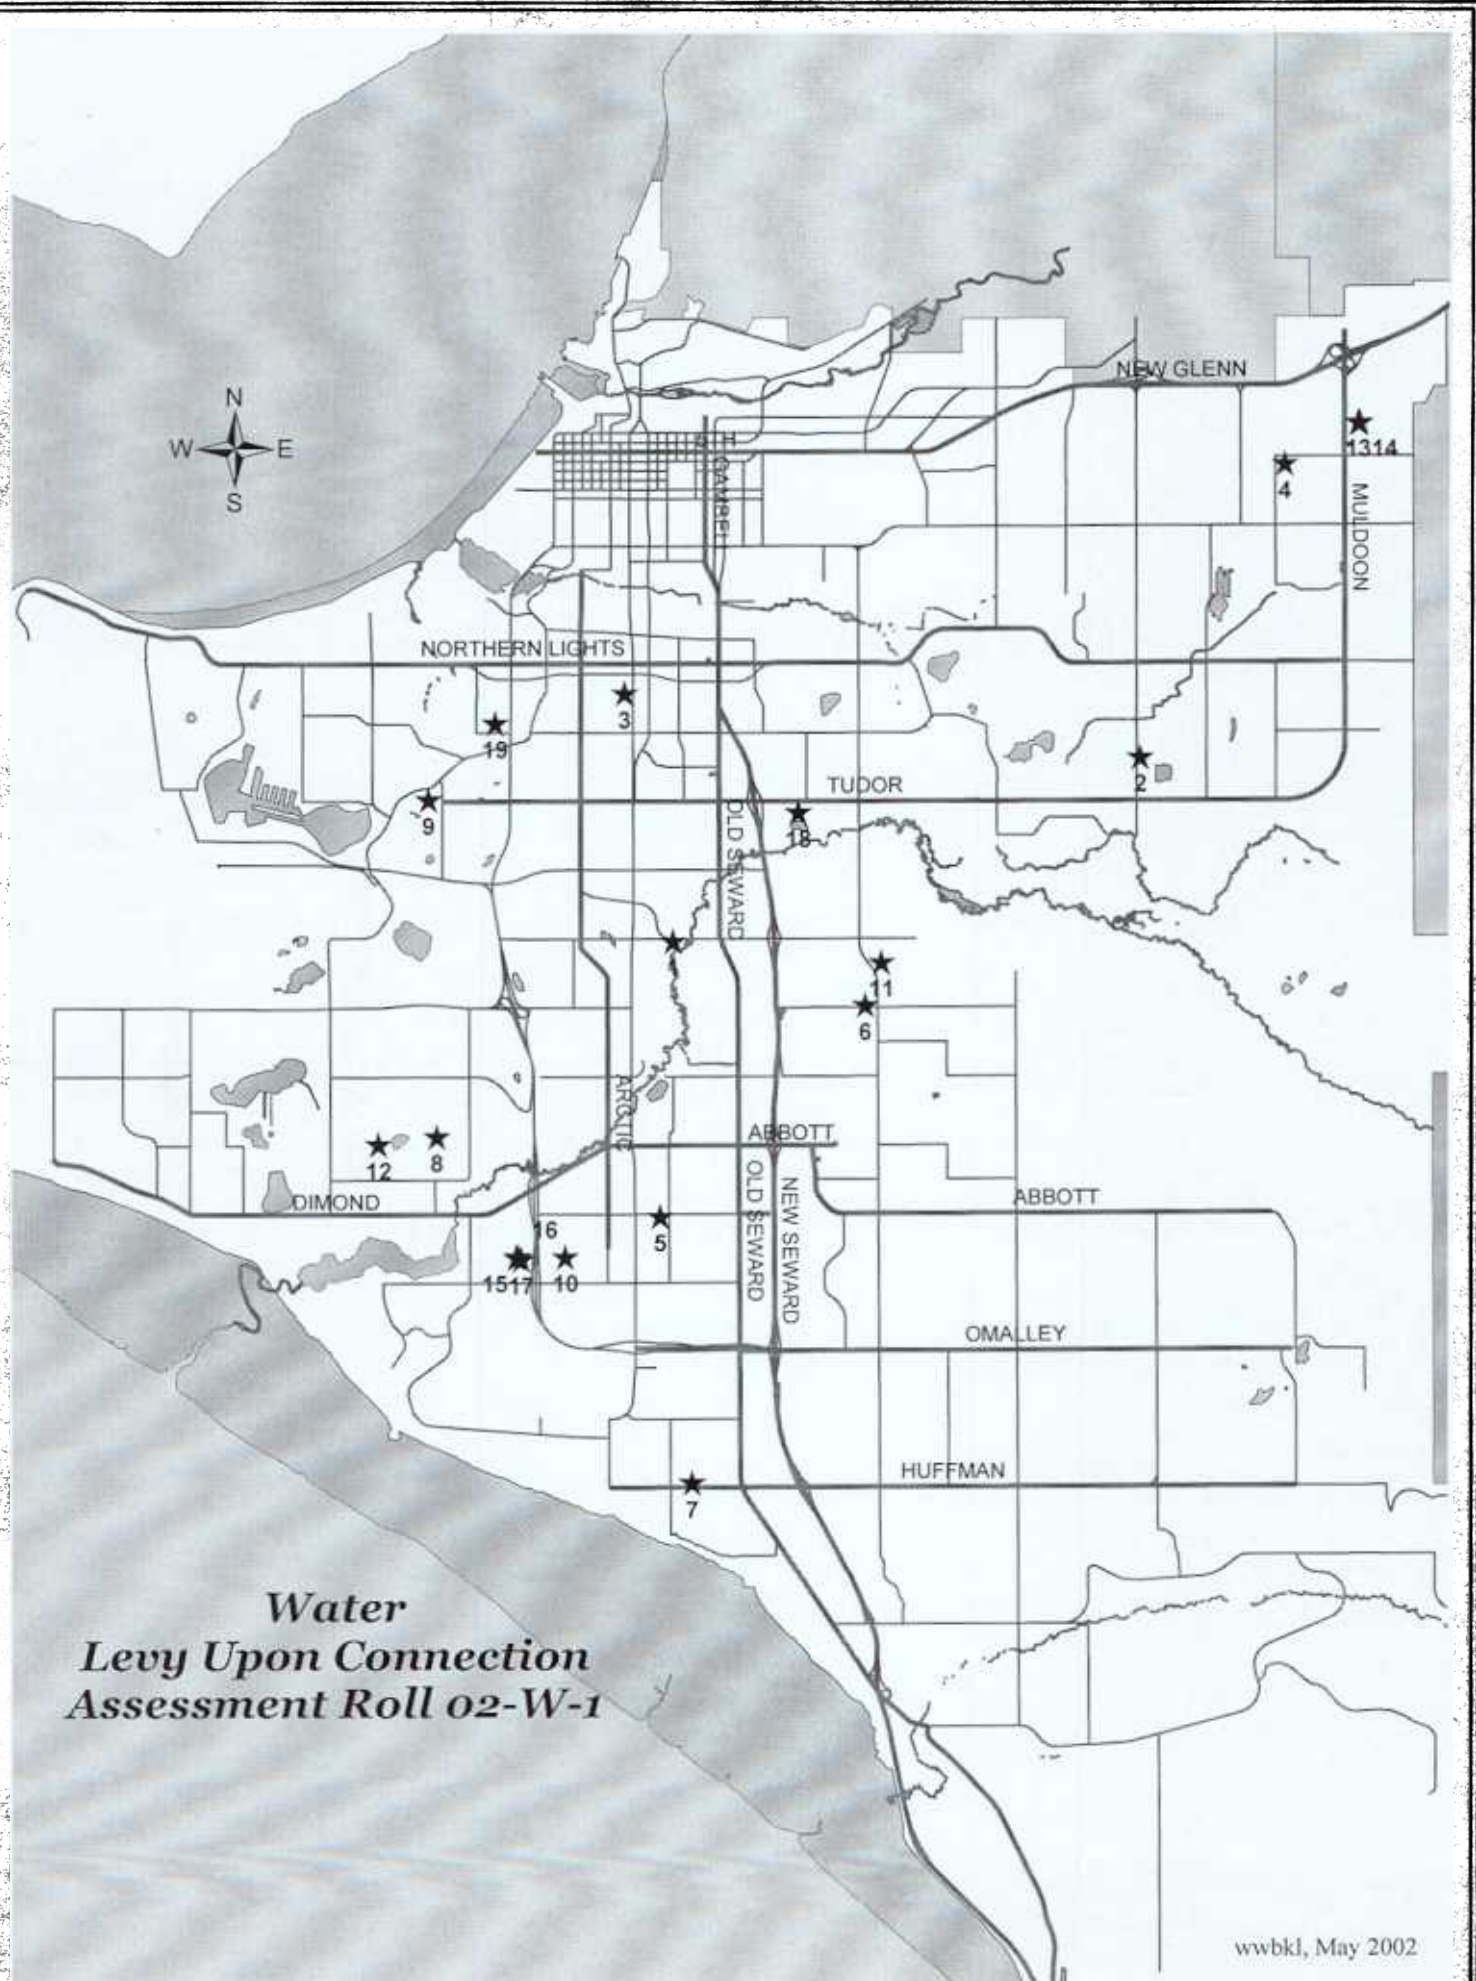 NEW GLENN
N
W E
S
1314
4
GAMBEL
MULDOON
NORTHERN LIGHTS
3
19
2
TUDOR
9
18
OLD SEWARD
11
6
ARCTIC
ABBOTT
12
8
DIMOND
OLD SEWARD
NEW SEWARD
ABBOTT
16
5
1517
10
OMALLEY
HUFFMAN
7
Water
Levy Upon Connection
Assessment Roll 02-W-1
wwbkl, May 2002